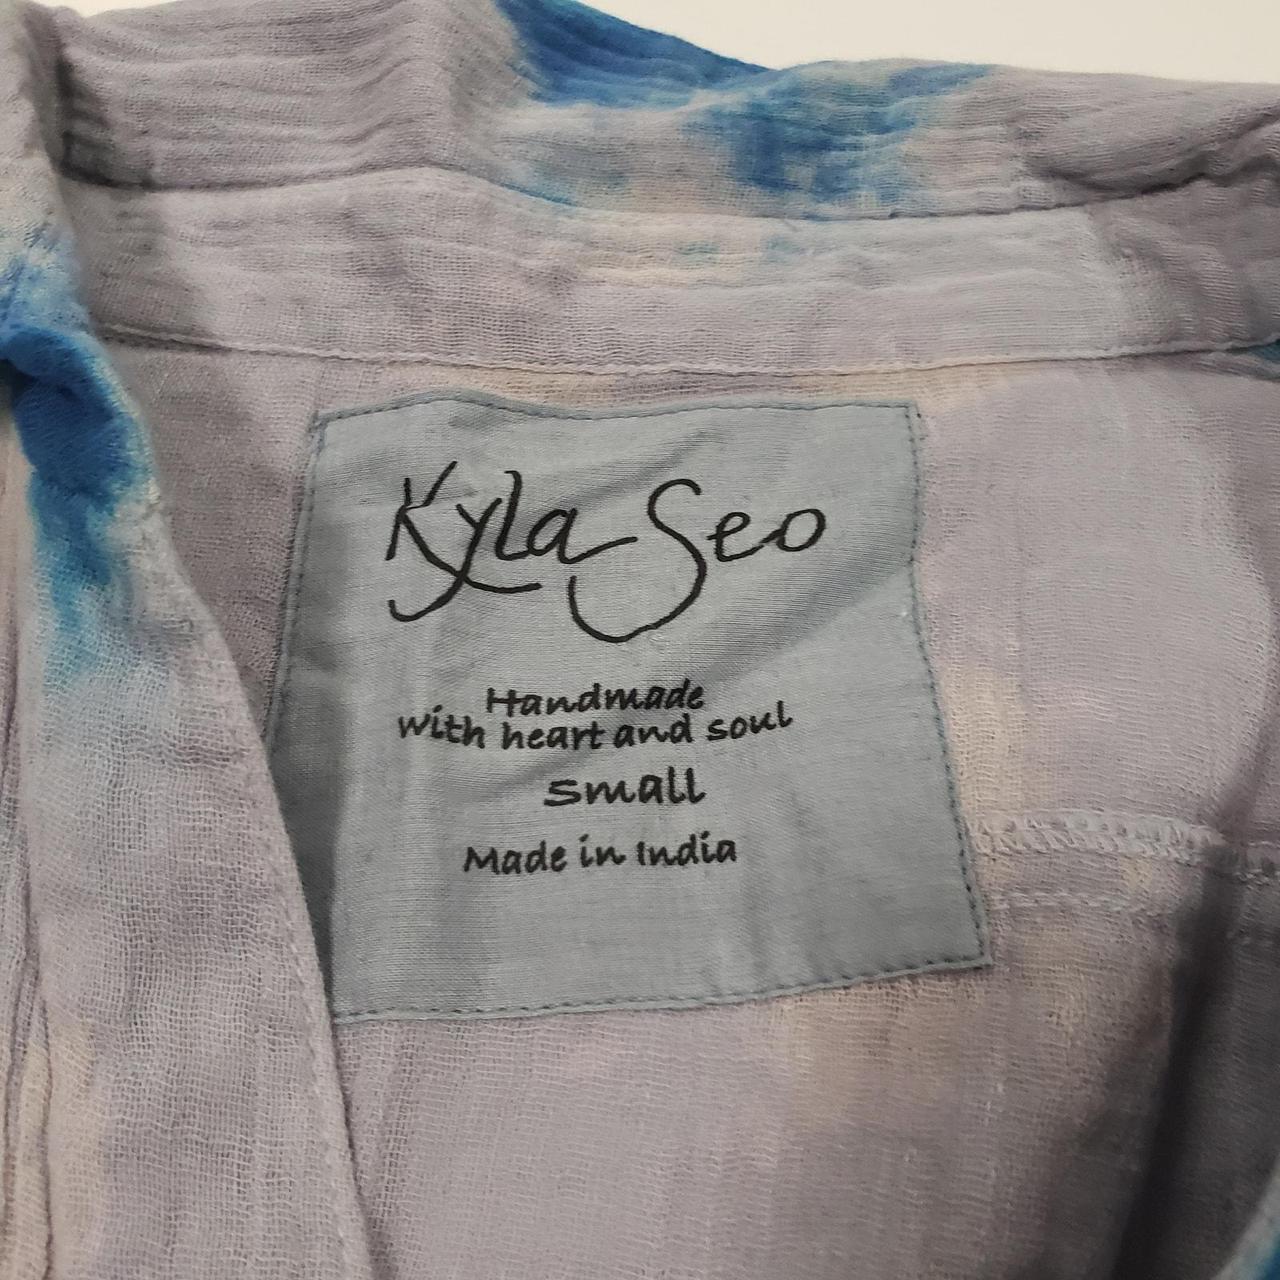 Kyla Seo
Handmade
with heart and soul
small
Made in India